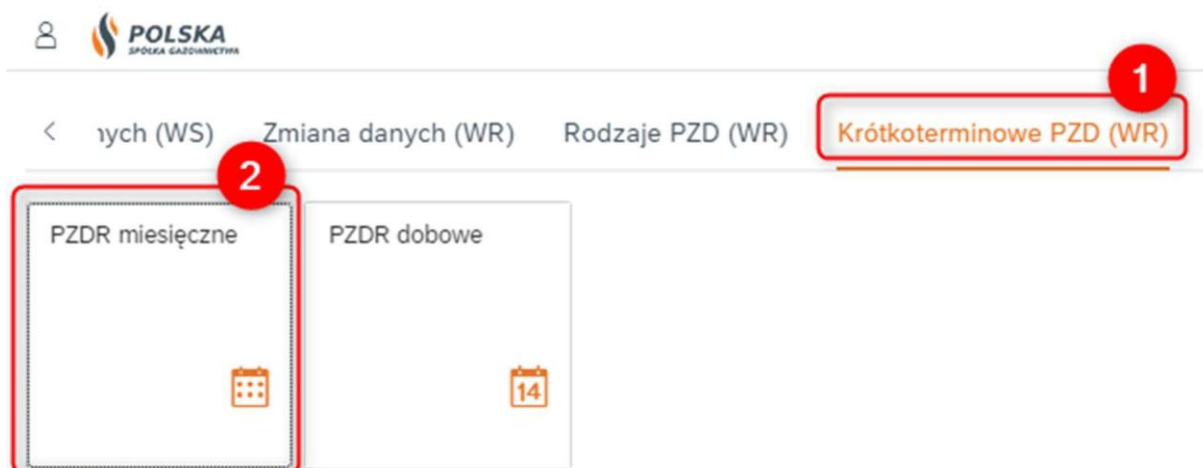 POLSKA
SPÓŁKA GAZOWNICTWA
1
< nych (WS) Zmiana danych (WR) Rodzaje PZD (WR) Krótkoterminowe PZD (WR)
2
PZDR miesięczne PZDR dobowe
14